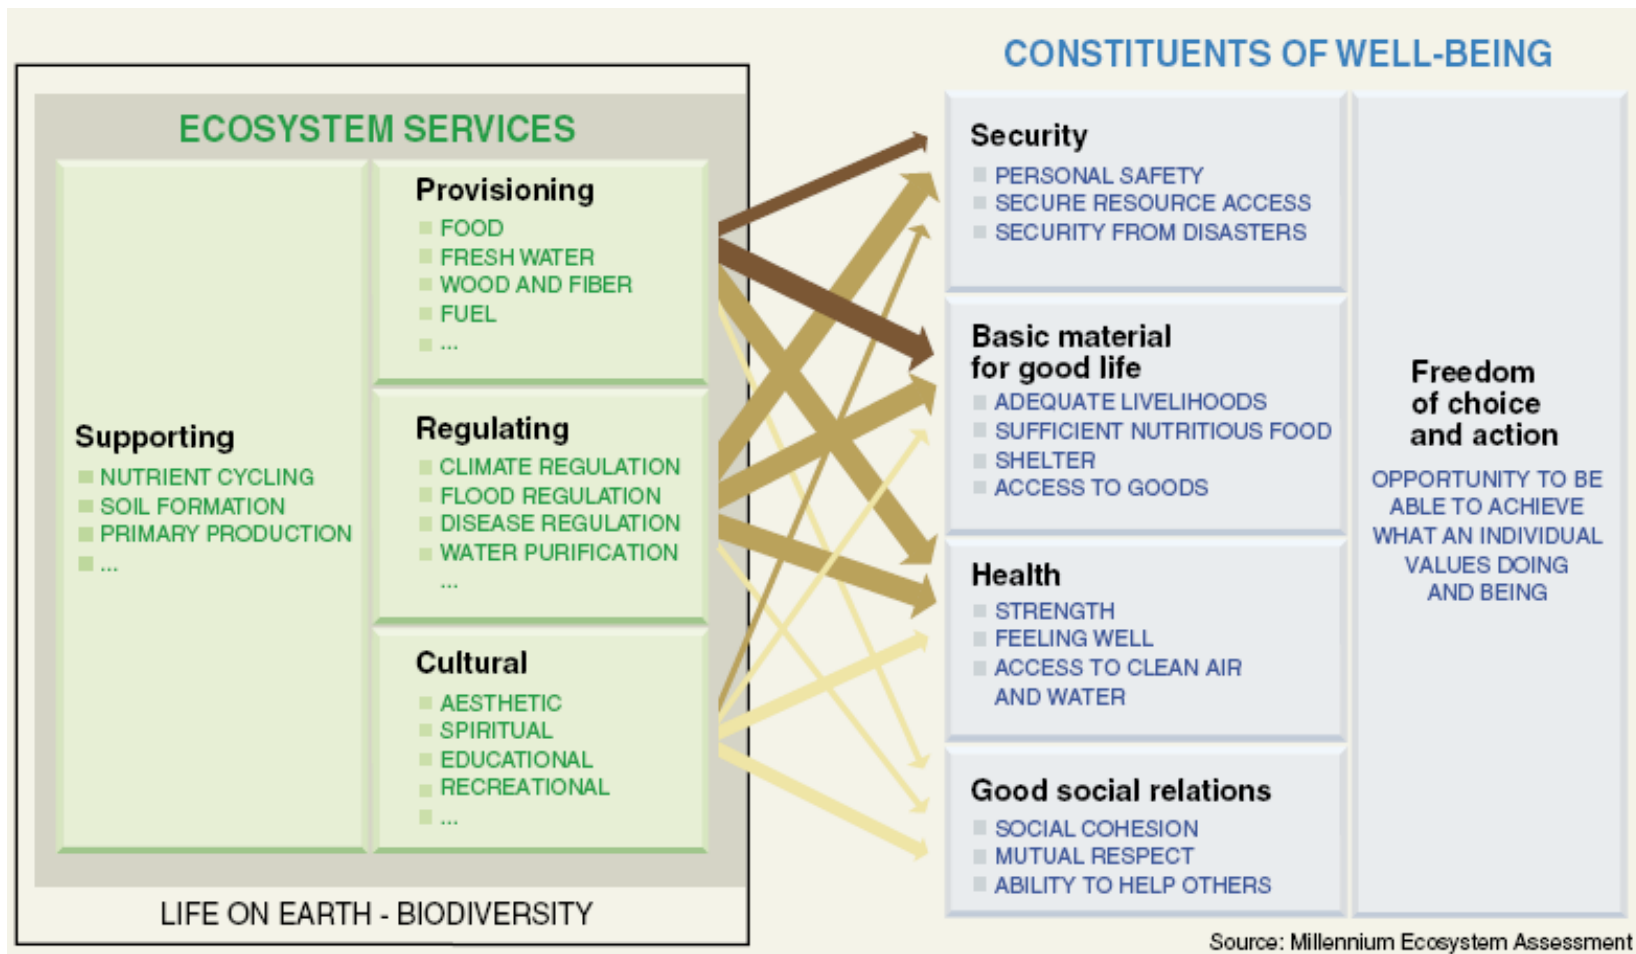 CONSTITUENTS OF WELL-BEING
ECOSYSTEM SERVICES
Supporting
NUTRIENT CYCLING
SOIL FORMATION
PRIMARY PRODUCTION
...
Provisioning
FOOD
FRESH WATER
WOOD AND FIBER
FUEL
...
Regulating
CLIMATE REGULATION
FLOOD REGULATION
DISEASE REGULATION
WATER PURIFICATION
...
Cultural
AESTHETIC
SPIRITUAL
EDUCATIONAL
RECREATIONAL
...
LIFE ON EARTH - BIODIVERSITY
Security
PERSONAL SAFETY
SECURE RESOURCE ACCESS
SECURITY FROM DISASTERS
Basic material
for good life
ADEQUATE LIVELIHOODS
SUFFICIENT NUTRITIOUS FOOD
SHELTER
ACCESS TO GOODS
Health
STRENGTH
FEELING WELL
ACCESS TO CLEAN AIR
AND WATER
Good social relations
SOCIAL COHESION
MUTUAL RESPECT
ABILITY TO HELP OTHERS
Freedom
of choice
and action
OPPORTUNITY TO BE
ABLE TO ACHIEVE
WHAT AN INDIVIDUAL
VALUES DOING
AND BEING
Source: Millennium Ecosystem Assessment